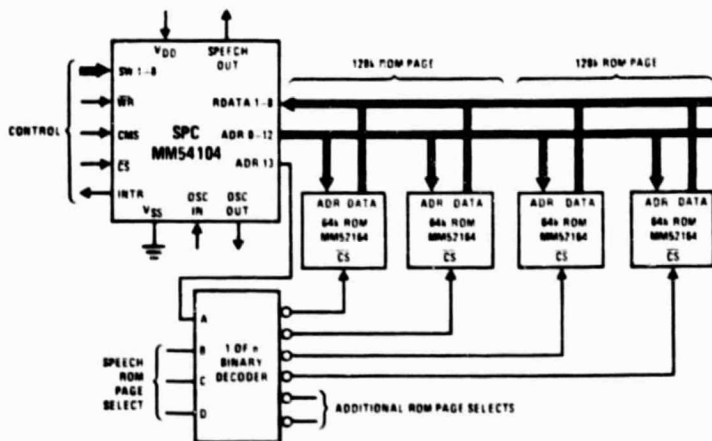 VDD
SPEECH
OUT
SW 1-8
WR
CMS
CS
INTR
CONTROL
SPC
MM54104
RDATA 1-8
ADR 0-12
ADR 13
VSS
OSC
IN
OSC
OUT
128k ROM PAGE
128k ROM PAGE
ADR DATA
64k ROM
MM52164
CS
ADR DATA
64k ROM
MM52164
CS
ADR DATA
64k ROM
MM52164
CS
ADR DATA
64k ROM
MM52164
CS
A
B
C
D
1 OF n
BINARY
DECODER
SPEECH
ROM
PAGE
SELECT
ADDITIONAL ROM PAGE SELECTS